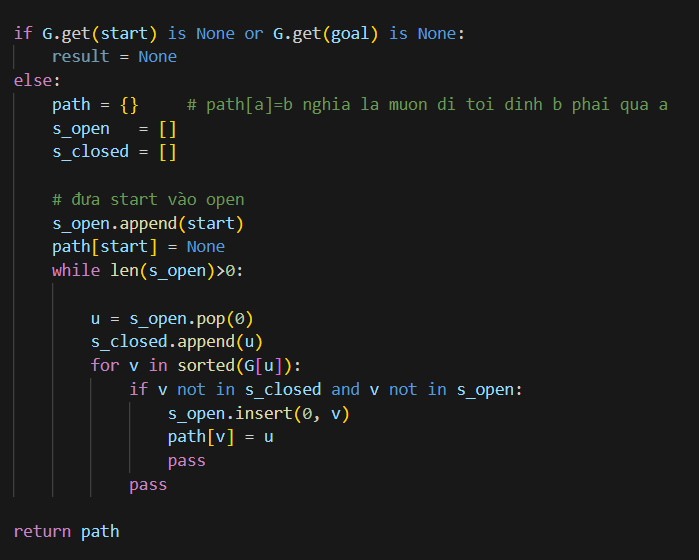 if G.get(start) is None or G.get(goal) is None:
    result = None
else:
    path = {}     # path[a]=b nghia la muon di toi dinh b phai qua a
    s_open   = []
    s_closed = []

    # đưa start vào open
    s_open.append(start)
    path[start] = None
    while len(s_open)>0:

        u = s_open.pop(0)
        s_closed.append(u)
        for v in sorted(G[u]):
            if v not in s_closed and v not in s_open:
                s_open.insert(0, v)
                path[v] = u
                pass
            pass

return path